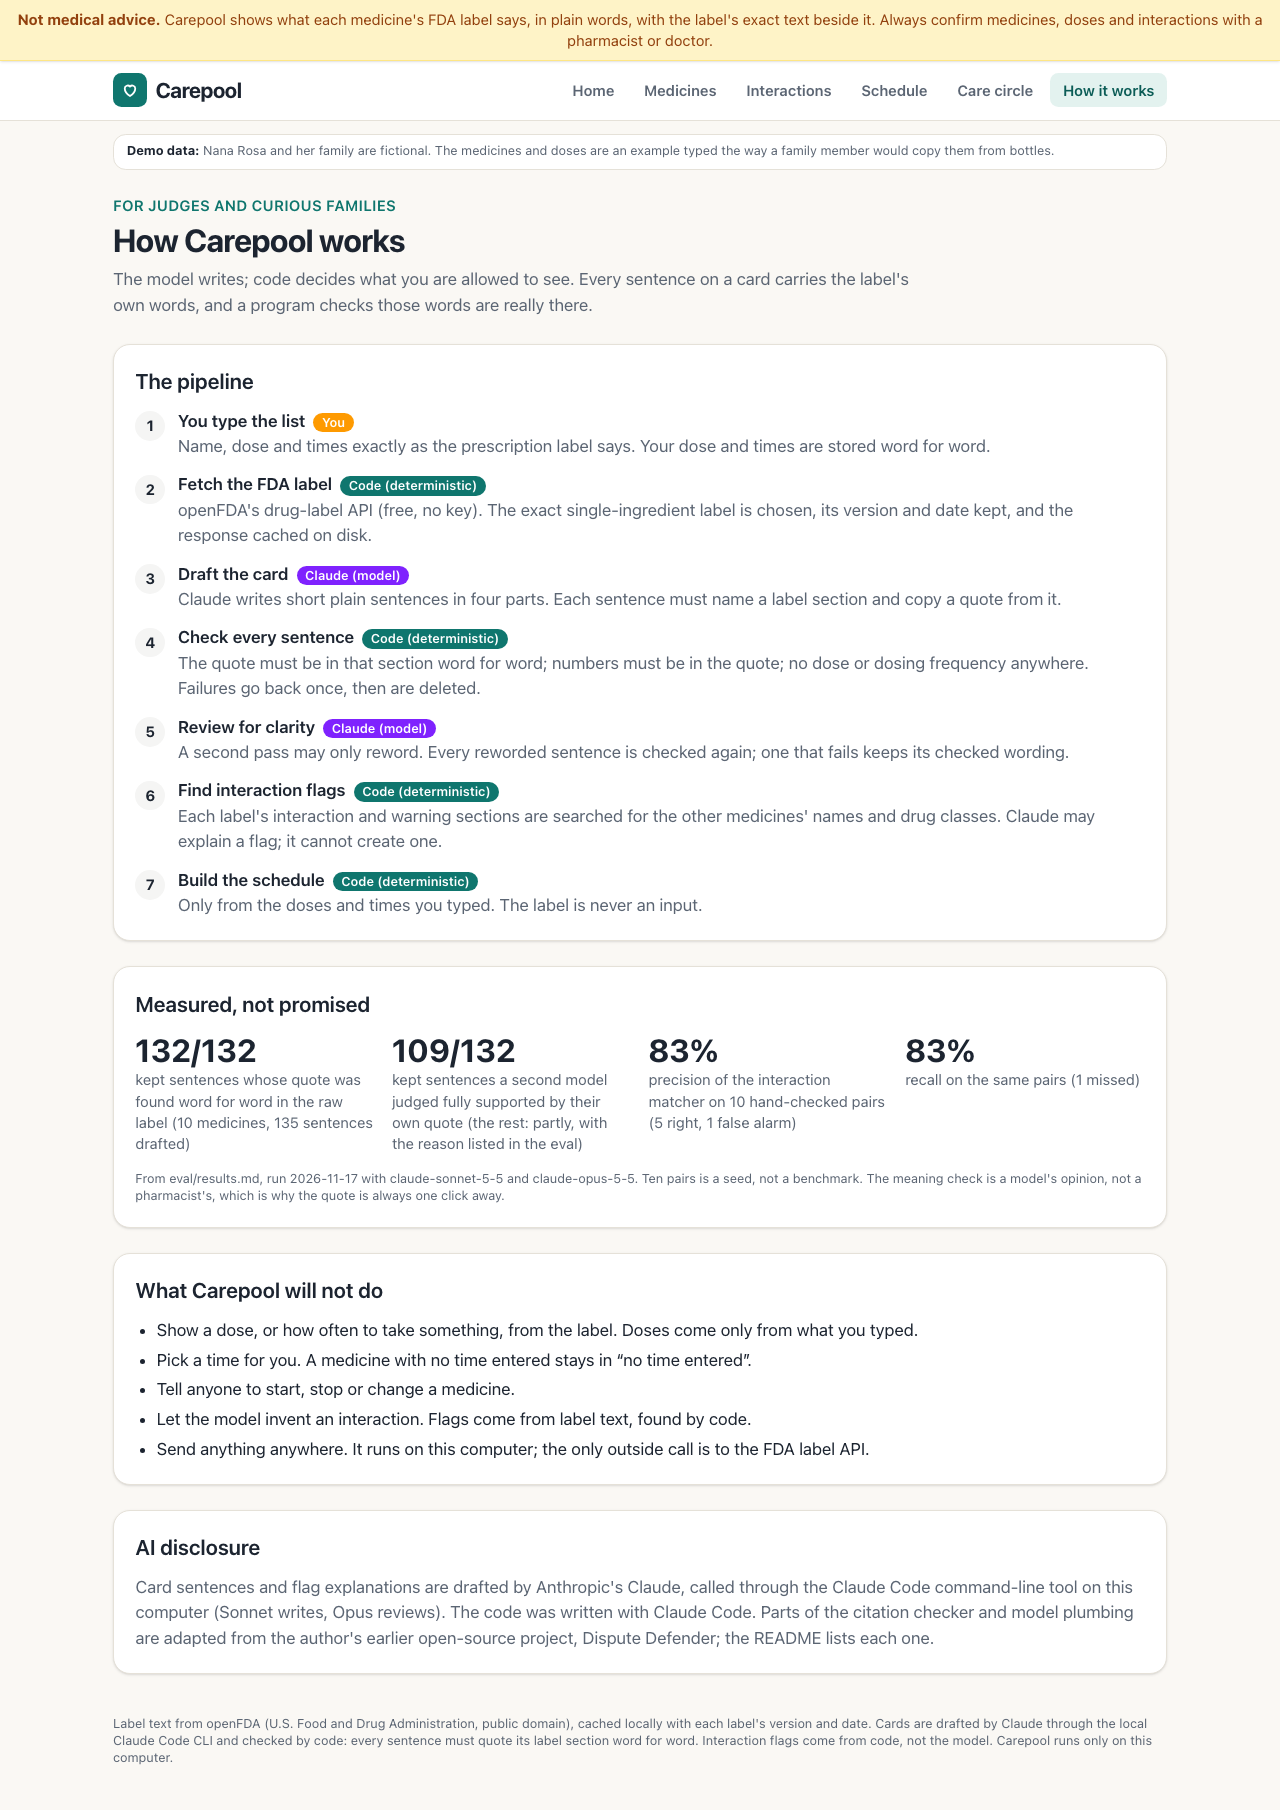 Not medical advice. Carepool shows what each medicine's FDA label says, in plain words, with the label's exact text beside it. Always confirm medicines, doses and interactions with a
pharmacist or doctor.
Carepool
Home Medicines Interactions Schedule Care circle How it works
Demo data: Nana Rosa and her family are fictional. The medicines and doses are an example typed the way a family member would copy them from bottles.
FOR JUDGES AND CURIOUS FAMILIES
How Carepool works
The model writes; code decides what you are allowed to see. Every sentence on a card carries the label's
own words, and a program checks those words are really there.
The pipeline
1 You type the list You
Name, dose and times exactly as the prescription label says. Your dose and times are stored word for word.
2 Fetch the FDA label Code (deterministic)
openFDA's drug-label API (free, no key). The exact single-ingredient label is chosen, its version and date kept, and the
response cached on disk.
3 Draft the card Claude (model)
Claude writes short plain sentences in four parts. Each sentence must name a label section and copy a quote from it.
4 Check every sentence Code (deterministic)
The quote must be in that section word for word; numbers must be in the quote; no dose or dosing frequency anywhere.
Failures go back once, then are deleted.
5 Review for clarity Claude (model)
A second pass may only reword. Every reworded sentence is checked again; one that fails keeps its checked wording.
6 Find interaction flags Code (deterministic)
Each label's interaction and warning sections are searched for the other medicines' names and drug classes. Claude may
explain a flag; it cannot create one.
7 Build the schedule Code (deterministic)
Only from the doses and times you typed. The label is never an input.
Measured, not promised
132/132
kept sentences whose quote was
found word for word in the raw
label (10 medicines, 135 sentences
drafted)
109/132
kept sentences a second model
judged fully supported by their
own quote (the rest: partly, with
the reason listed in the eval)
83%
precision of the interaction
matcher on 10 hand-checked pairs
(5 right, 1 false alarm)
83%
recall on the same pairs (1 missed)
From eval/results.md, run 2026-11-17 with claude-sonnet-5-5 and claude-opus-5-5. Ten pairs is a seed, not a benchmark. The meaning check is a model's opinion, not a
pharmacist's, which is why the quote is always one click away.
What Carepool will not do
• Show a dose, or how often to take something, from the label. Doses come only from what you typed.
• Pick a time for you. A medicine with no time entered stays in “no time entered”.
• Tell anyone to start, stop or change a medicine.
• Let the model invent an interaction. Flags come from label text, found by code.
• Send anything anywhere. It runs on this computer; the only outside call is to the FDA label API.
AI disclosure
Card sentences and flag explanations are drafted by Anthropic's Claude, called through the Claude Code command-line tool on this
computer (Sonnet writes, Opus reviews). The code was written with Claude Code. Parts of the citation checker and model plumbing
are adapted from the author's earlier open-source project, Dispute Defender; the README lists each one.
Label text from openFDA (U.S. Food and Drug Administration, public domain), cached locally with each label's version and date. Cards are drafted by Claude through the local
Claude Code CLI and checked by code: every sentence must quote its label section word for word. Interaction flags come from code, not the model. Carepool runs only on this
computer.